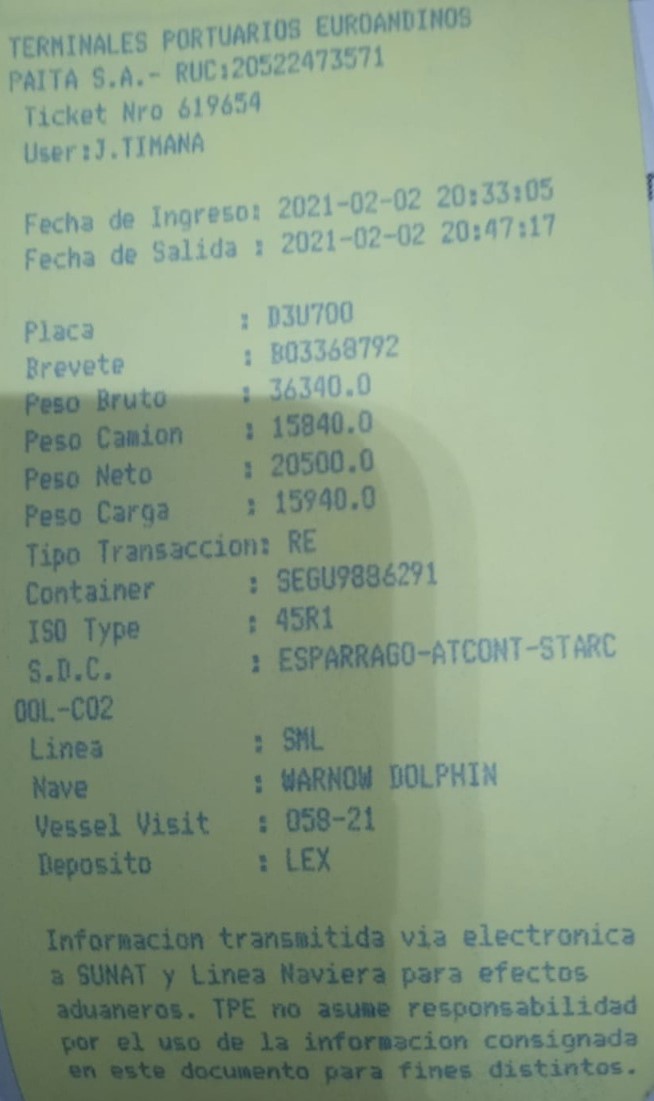 TERMINALES PORTUARIOS EUROANDINOS
PAITA S.A.- RUC:20522473571
Ticket Nro 619654
User:J.TIMANA
Fecha de Ingreso: 2021-02-02 20:33:05
Fecha de Salida : 2021-02-02 20:47:17
Placa : D3U700
Brevete : B03368792
Peso Bruto : 36340.0
Peso Camion : 15840.0
Peso Neto : 20500.0
Peso Carga : 15940.0
Tipo Transaccion: RE
Container : SEGU9886291
ISO Type : 45R1
S.D.C. : ESPARRAGO-ATCONT-STARC
OOL-CO2
Linea : SML
Nave : WARNOW DOLPHIN
Vessel Visit : 058-21
Deposito : LEX
Informacion transmitida via electronica
a SUNAT y Linea Naviera para efectos
aduaneros. TPE no asume responsabilidad
por el uso de la informacion consignada
en este documento para fines distintos.